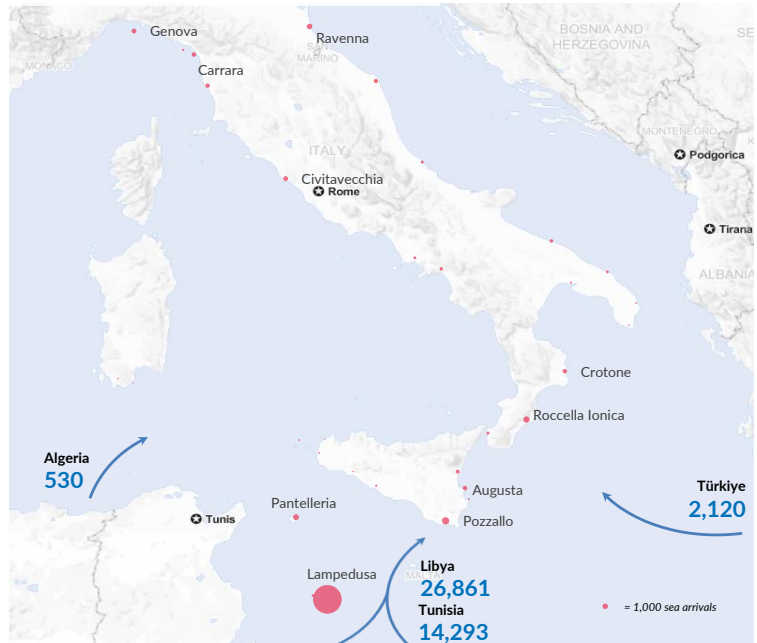 Genova
Ravenna
BOSNIA AND
HERZEGOVINA
SE
SAN
MARINO
MONACO
Carrara
MONTENEGRO
ITALY
Podgorica
Civitavecchia
Rome
Tirana
ALBANIA
Crotone
Roccella Ionica
Algeria
530
Türkiye
2,120
Augusta
Pantelleria
Tunis
Pozzallo
Lampedusa
MALTA
Libya
26,861
Tunisia
14,293
= 1,000 sea arrivals